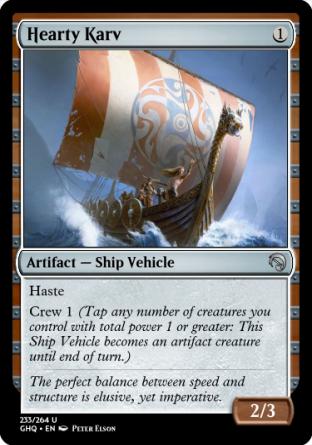 Hearty Karv
1
Artifact — Ship Vehicle
Haste
Crew 1 (Tap any number of creatures you
control with total power 1 or greater: This
Ship Vehicle becomes an artifact creature
until end of turn.)
The perfect balance between speed and
structure is elusive, yet imperative.
2/3
233/264 U
GHQ • EN Peter Elson